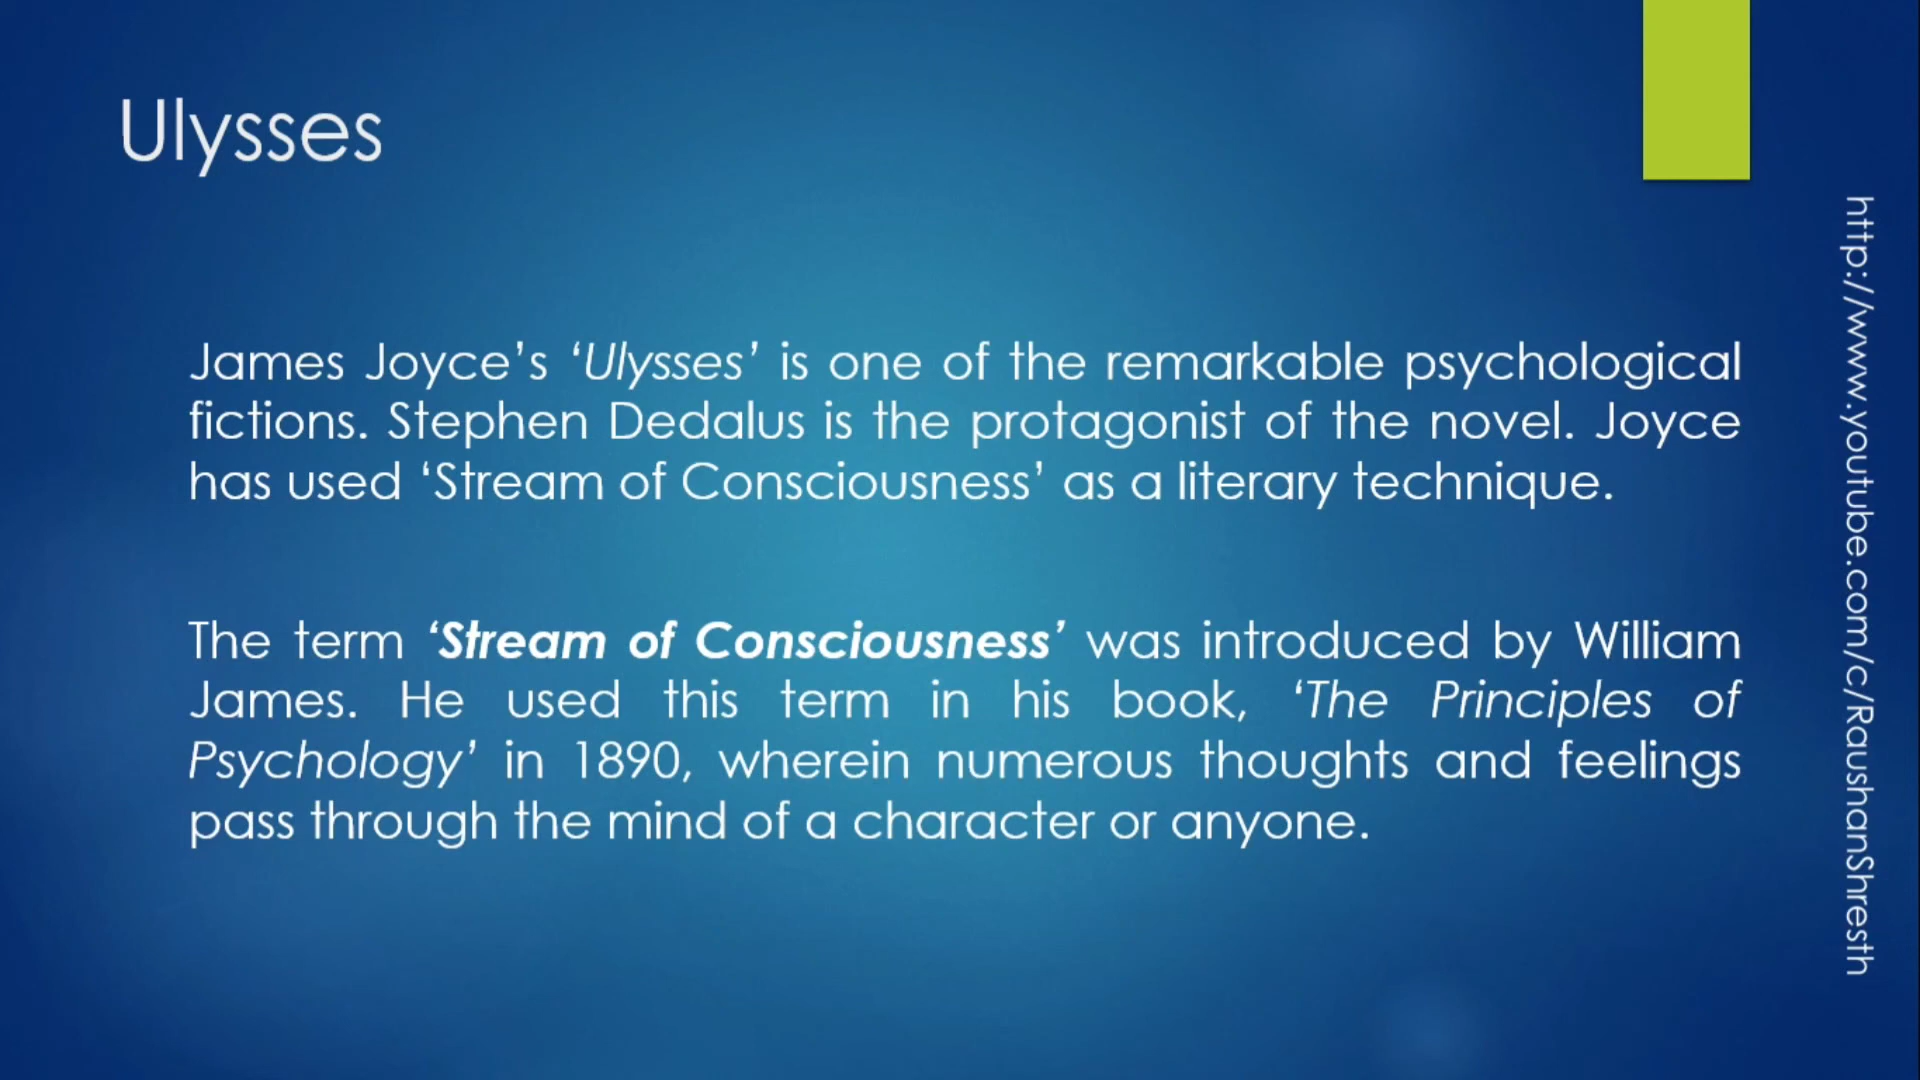 Ulysses
James Joyce’s ‘Ulysses’ is one of the remarkable psychological
fictions. Stephen Dedalus is the protagonist of the novel. Joyce
has used ‘Stream of Consciousness’ as a literary technique.
The term ‘Stream of Consciousness’ was introduced by William
James. He used this term in his book, ‘The Principles of
Psychology’ in 1890, wherein numerous thoughts and feelings
pass through the mind of a character or anyone.
http://www.youtube.com/c/RaushanShresth